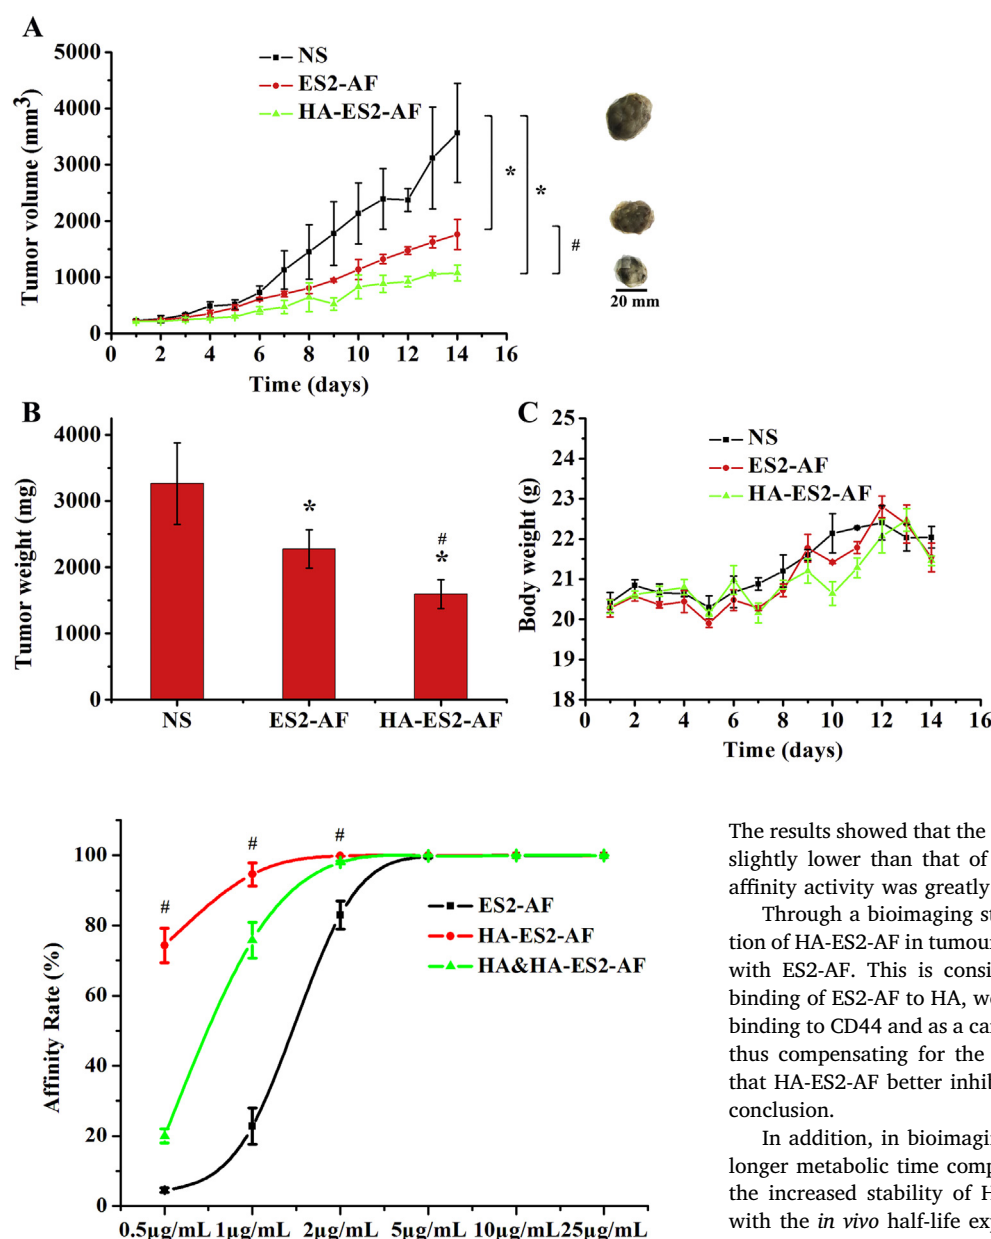 A
NS
ES2-AF
HA-ES2-AF
Tumor volume (mm3)
5000
4000
3000
2000
1000
0
*
*
#
20 mm
0 2 4 6 8 10 12 14 16
Time (days)
B
Tumor weight (mg)
4000
3000
2000
1000
0
*
#
*
NS ES2-AF HA-ES2-AF
C
NS
ES2-AF
HA-ES2-AF
Body weight (g)
25
24
23
22
21
20
19
18
0 2 4 6 8 10 12 14 16
Time (days)
Affinity Rate (%)
100
80
60
40
20
0
# # #
ES2-AF
HA-ES2-AF
HA&HA-ES2-AF
0.5μg/mL 1μg/mL 2μg/mL 5μg/mL 10μg/mL 25μg/mL
The results showed that the
slightly lower than that of
affinity activity was greatly
Through a bioimaging st
tion of HA-ES2-AF in tumour
with ES2-AF. This is consi
binding of ES2-AF to HA, w
binding to CD44 and as a ca
thus compensating for the
that HA-ES2-AF better inhib
conclusion.
In addition, in bioimagin
longer metabolic time comp
the increased stability of H
with the in vivo half-life exp